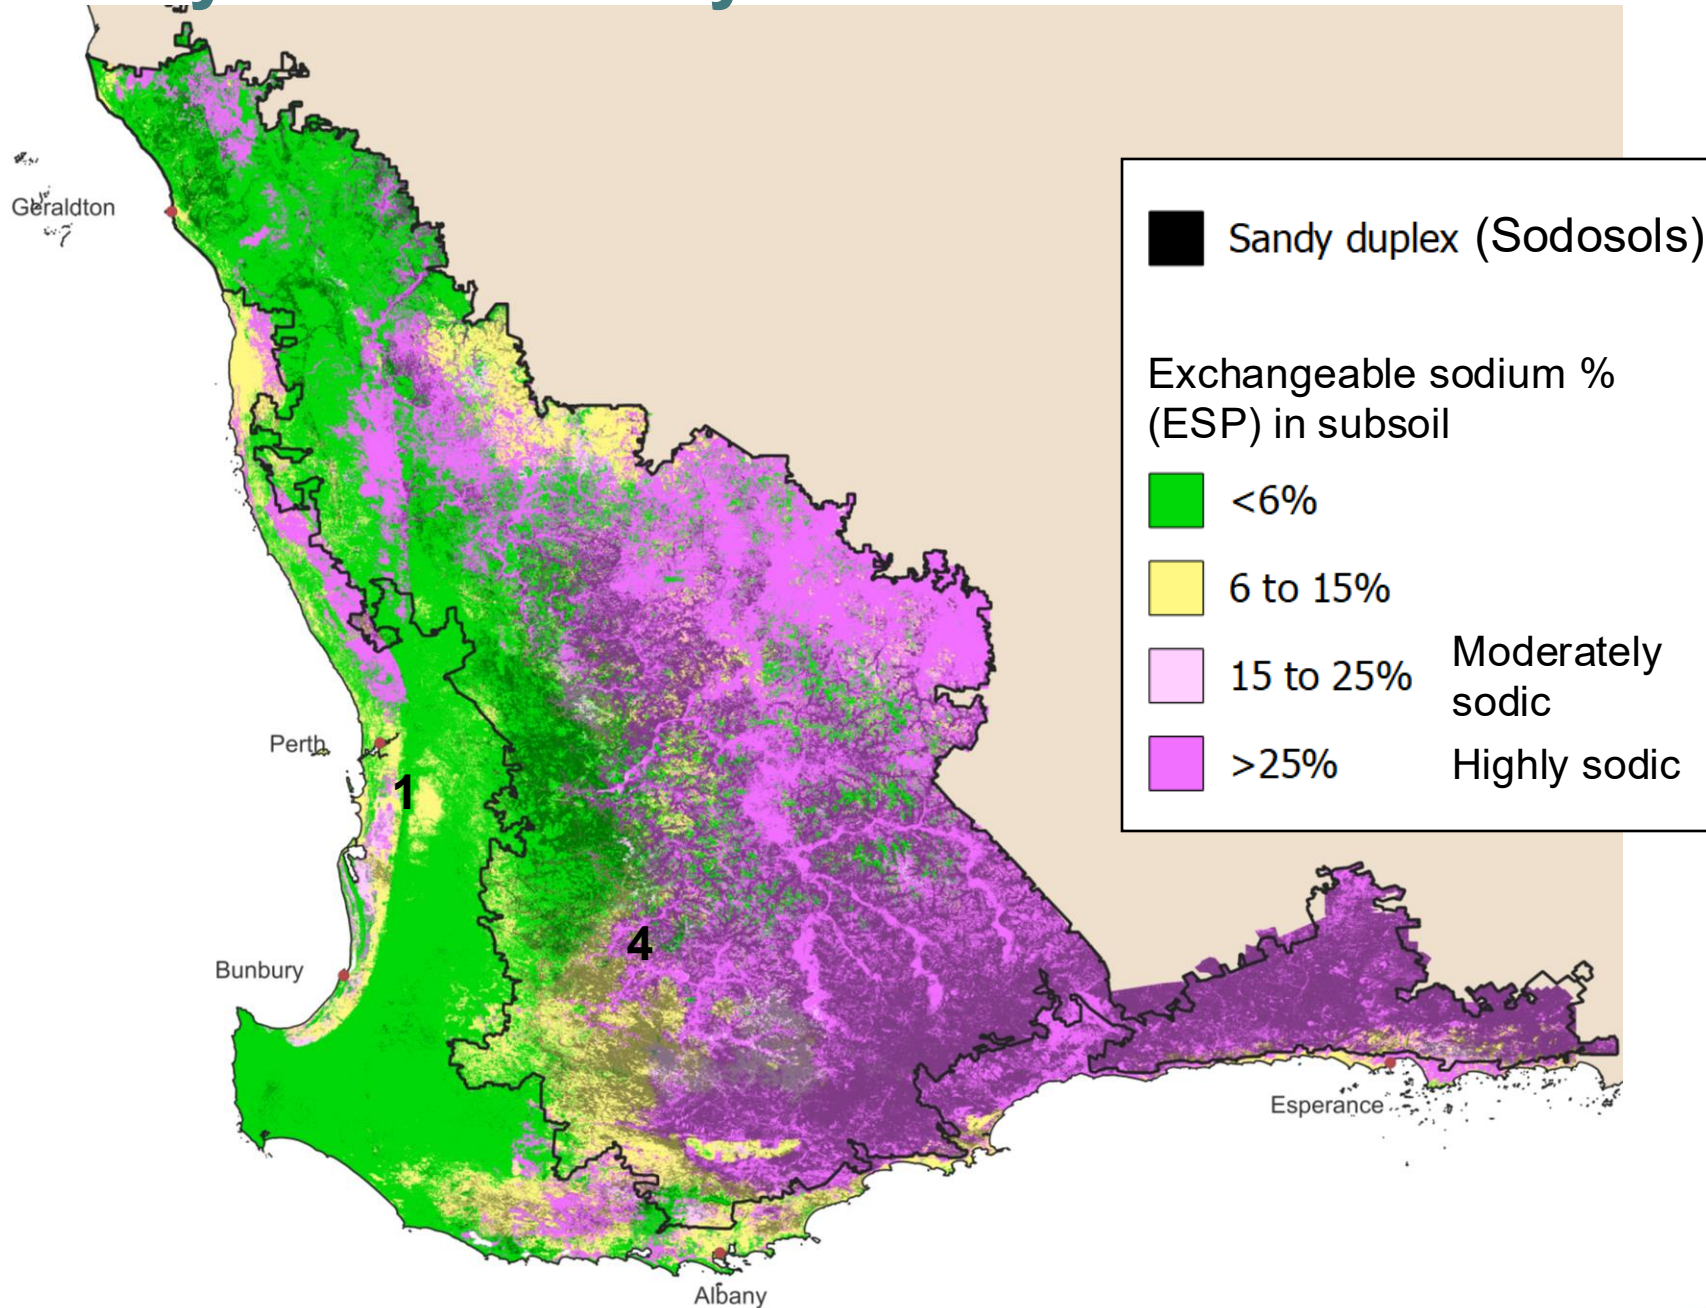 Geraldton
Perth
1
Bunbury
4
Esperance
Albany
Sandy duplex (Sodosols)
Exchangeable sodium %
(ESP) in subsoil
<6%
6 to 15%
15 to 25% Moderately
sodic
>25% Highly sodic